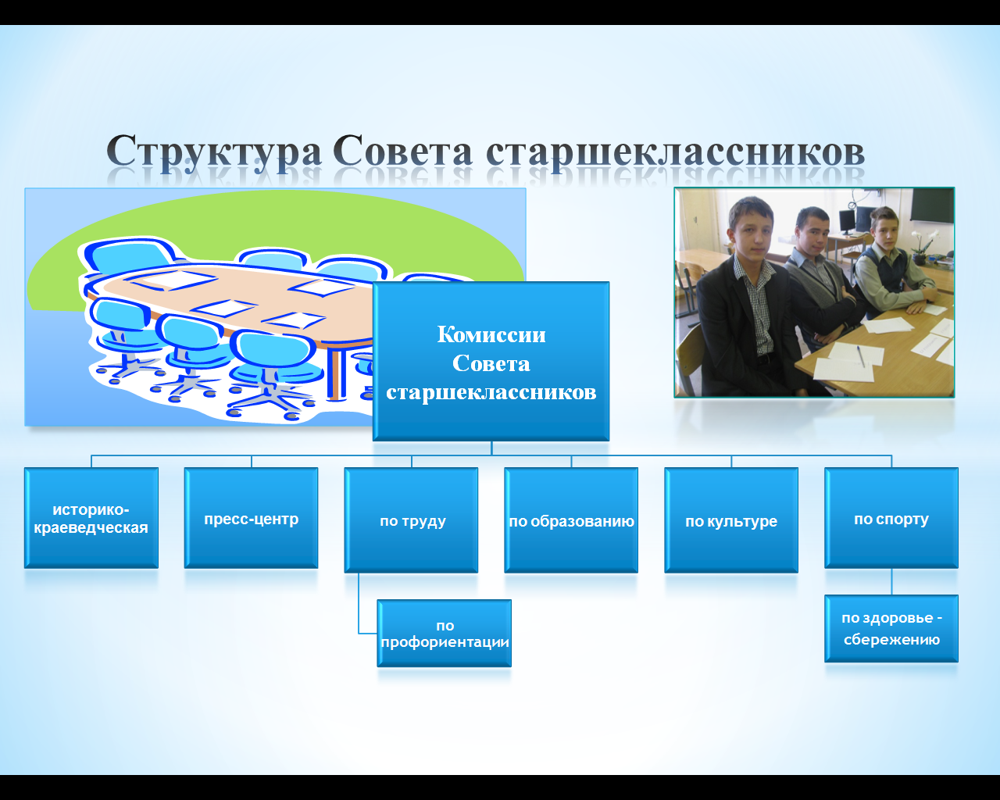 Структура Совета старшеклассников
Комиссии
Совета
старшеклассников
историко-
краеведческая
пресс-центр
по труду
по образованию
по культуре
по спорту
по
профориентации
по здоровье -
сбережению